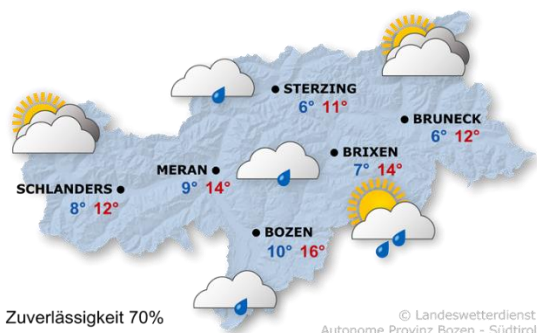 STERZING
6° 11°
BRUNECK
6° 12°
BRIXEN
7° 14°
MERAN
9° 14°
SCHLANDERS
8° 12°
BOZEN
10° 16°
Zuverlässigkeit 70%
© Landeswetterdienst
Autonome Provinz Bozen - Südtirol